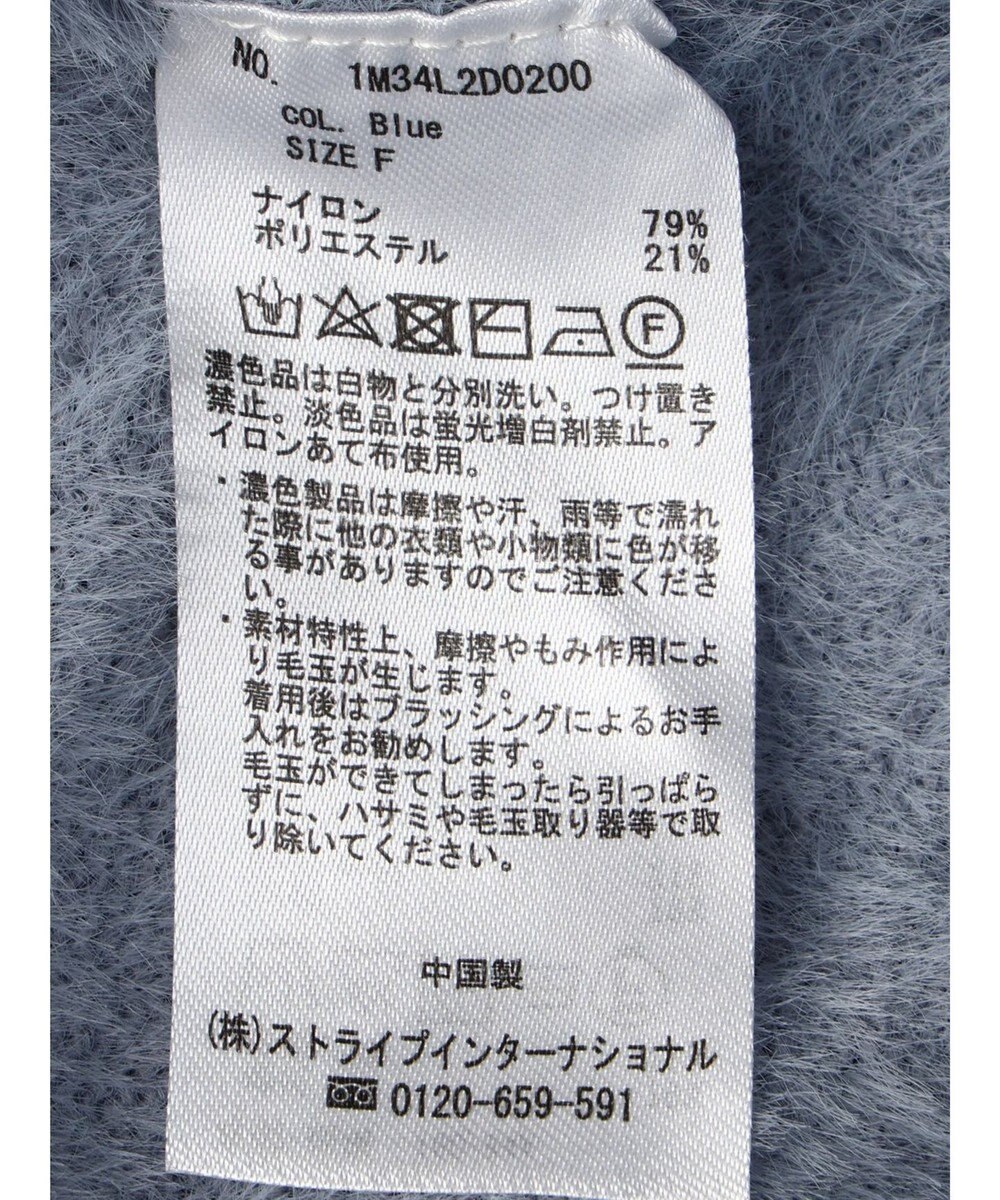 NO. 1M34L2D0200
COL. Blue
SIZE F
ナイロン 79%
ポリエステル 21%
F
濃色品は白物と分別洗い。つけ置き
禁止。淡色品は蛍光増白剤禁止。ア
イロンあて布使用。
・濃色製品は摩擦や汗、雨等で濡れ
た際に他の衣類や小物類に色が移
る事がありますのでご注意くださ
い。
・素材特性上、摩擦やもみ作用によ
り毛玉が生じます。
着用後はブラッシングによるお手
入れをお勧めします。
毛玉ができてしまったら引っぱら
ずに、ハサミや毛玉取り器等で取
り除いてください。
中国製
(株)ストライプインターナショナル
0120-659-591